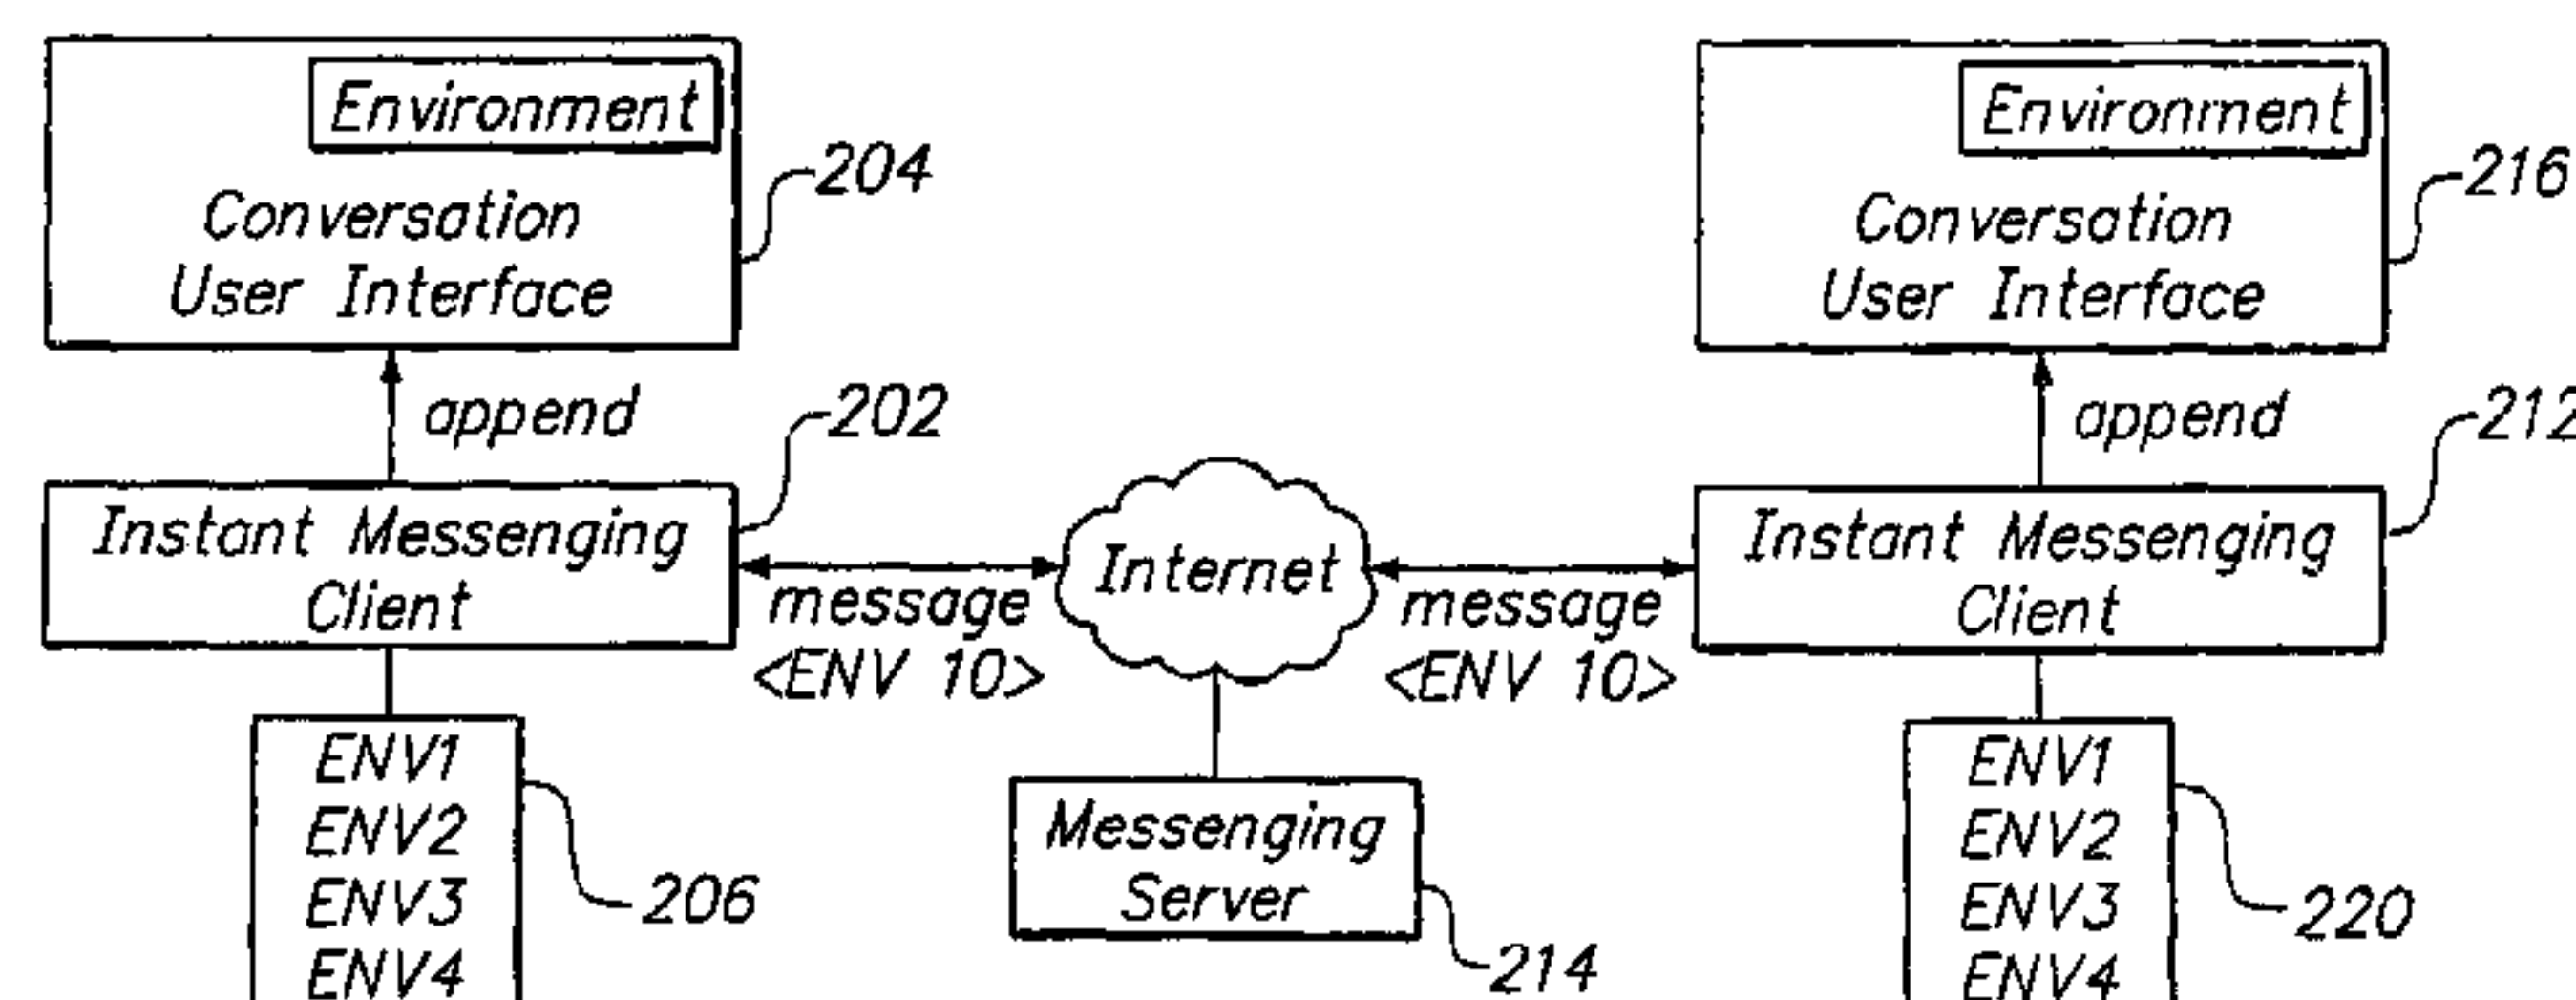 Environment
Conversation
User Interface
204
append
202
Instant Messenging
Client
message
<ENV 10>
Internet
message
<ENV 10>
Messenging
Server
214
ENV1
ENV2
ENV3
ENV4
206
Environment
Conversation
User Interface
216
append
212
Instant Messenging
Client
ENV1
ENV2
ENV3
ENV4
220